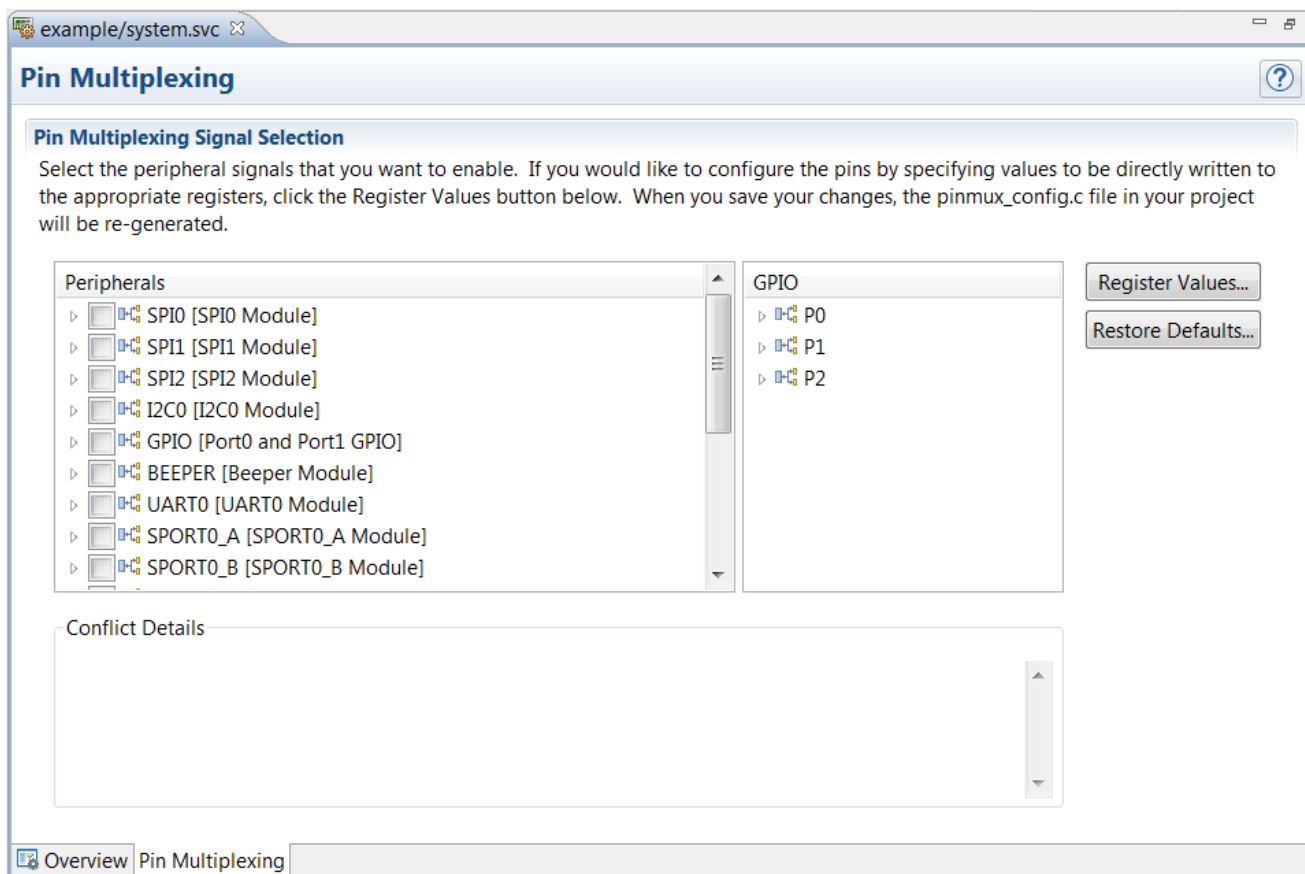 example/system.svc
Pin Multiplexing
Pin Multiplexing Signal Selection
Select the peripheral signals that you want to enable.  If you would like to configure the pins by specifying values to be directly written to
the appropriate registers, click the Register Values button below.  When you save your changes, the pinmux_config.c file in your project
will be re-generated.
Peripherals
SPI0 [SPI0 Module]
SPI1 [SPI1 Module]
SPI2 [SPI2 Module]
I2C0 [I2C0 Module]
GPIO [Port0 and Port1 GPIO]
BEEPER [Beeper Module]
UART0 [UART0 Module]
SPORT0_A [SPORT0_A Module]
SPORT0_B [SPORT0_B Module]
GPIO
P0
P1
P2
Register Values...
Restore Defaults...
Conflict Details
Overview
Pin Multiplexing